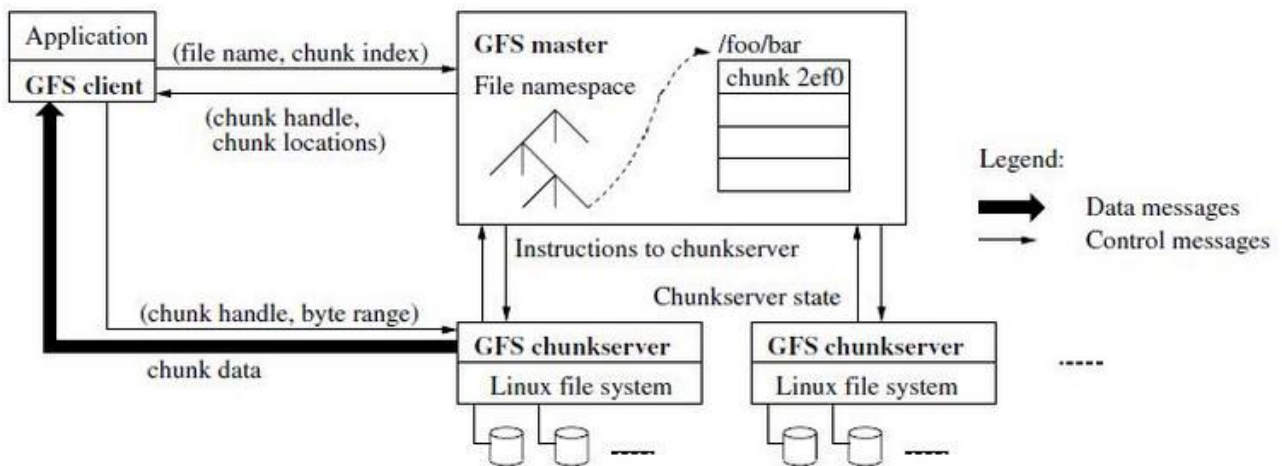 Application
GFS client
(file name, chunk index)
(chunk handle,
chunk locations)
GFS master
File namespace
/foo/bar
chunk 2ef0
Legend:
Data messages
Control messages
Instructions to chunkserver
Chunkserver state
(chunk handle, byte range)
chunk data
GFS chunkserver
Linux file system
GFS chunkserver
Linux file system